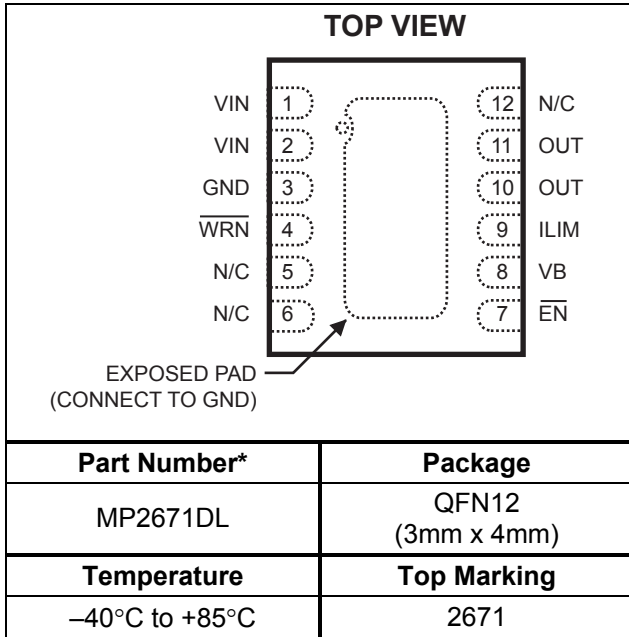 TOP VIEW
VIN 1 12 N/C
VIN 2 11 OUT
GND 3 10 OUT
WRN 4 9 ILIM
N/C 5 8 VB
N/C 6 7 EN
EXPOSED PAD
(CONNECT TO GND)
Part Number* Package
MP2671DL QFN12
(3mm x 4mm)
Temperature Top Marking
–40°C to +85°C 2671